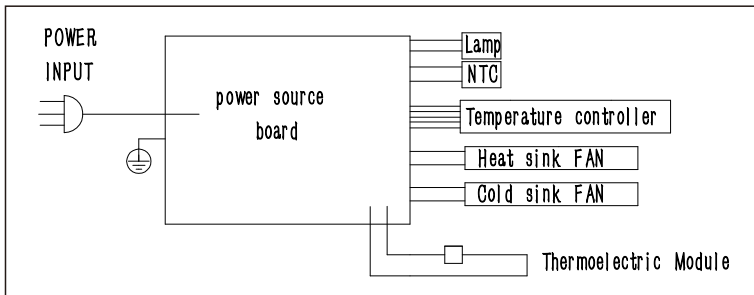 POWER
INPUT
power source
board
Lamp
NTC
Temperature controller
Heat sink FAN
Cold sink FAN
Thermoelectric Module